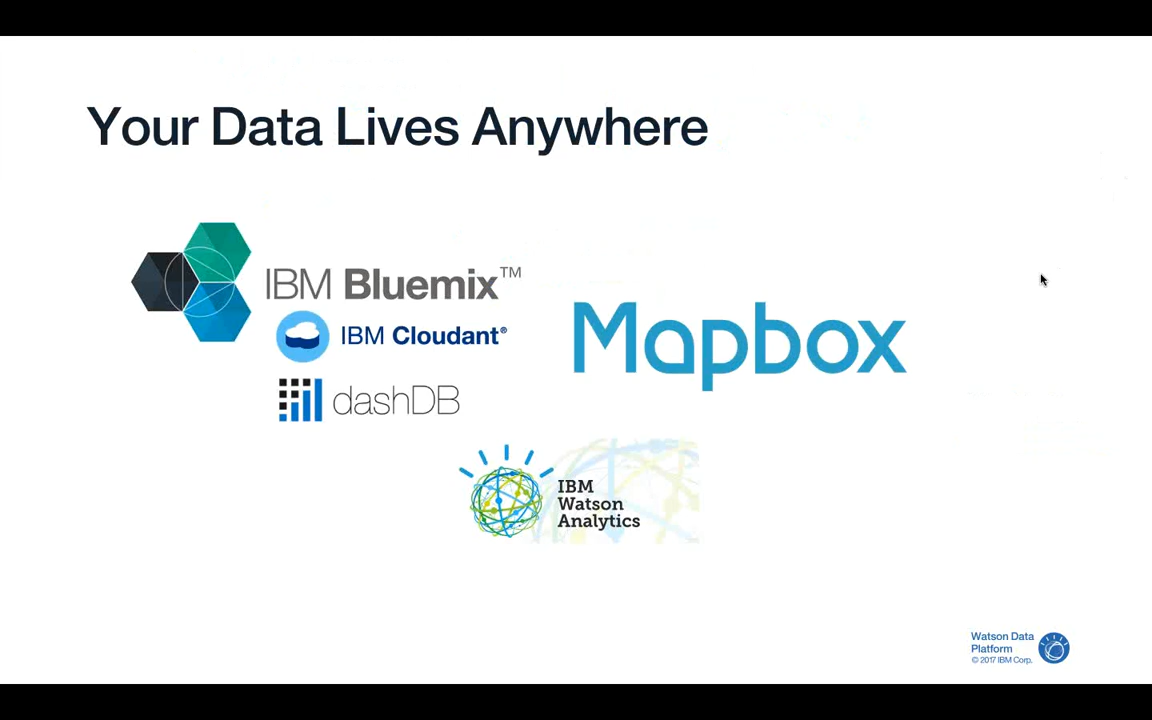 Your Data Lives Anywhere
IBM Bluemix™
IBM Cloudant®
dashDB
Mapbox
IBM
Watson
Analytics
Watson Data
Platform
© 2017 IBM Corp.